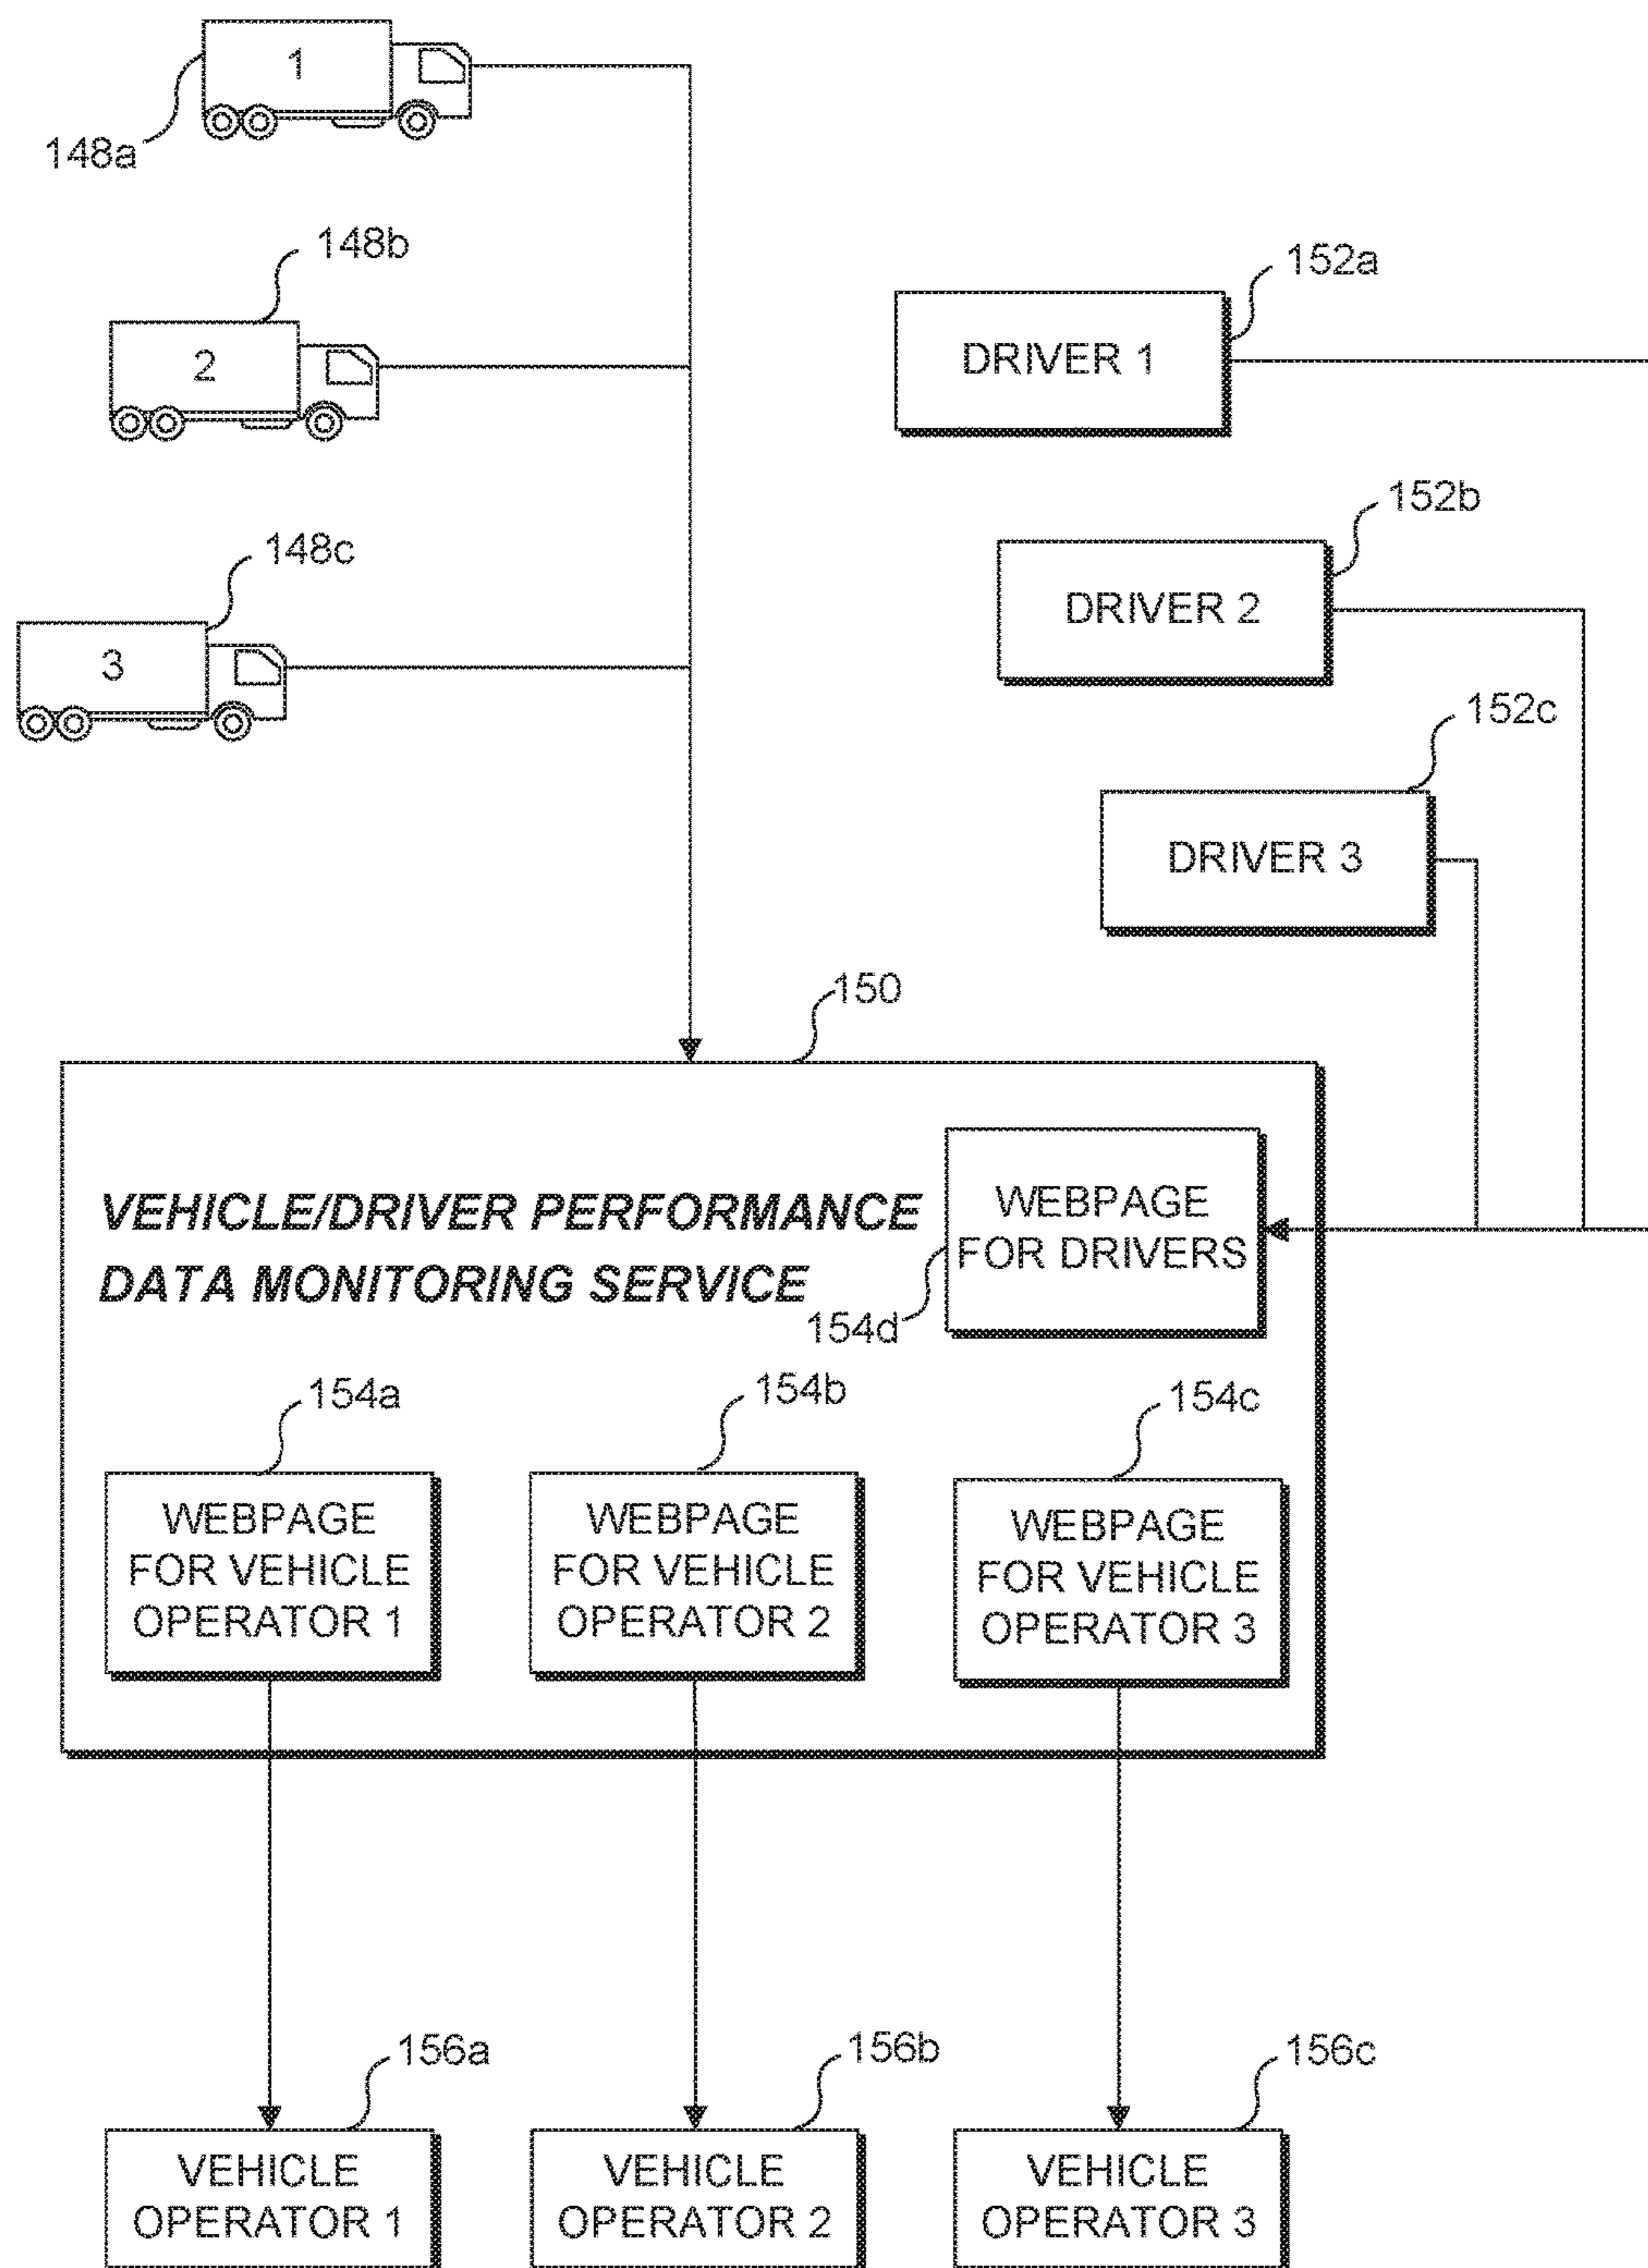 1
148a
148b
2
152a
DRIVER 1
148c
3
152b
DRIVER 2
152c
DRIVER 3
150
VEHICLE/DRIVER PERFORMANCE
DATA MONITORING SERVICE
WEBPAGE
FOR DRIVERS
154d
154a
WEBPAGE
FOR VEHICLE
OPERATOR 1
154b
WEBPAGE
FOR VEHICLE
OPERATOR 2
154c
WEBPAGE
FOR VEHICLE
OPERATOR 3
156a
VEHICLE
OPERATOR 1
156b
VEHICLE
OPERATOR 2
156c
VEHICLE
OPERATOR 3